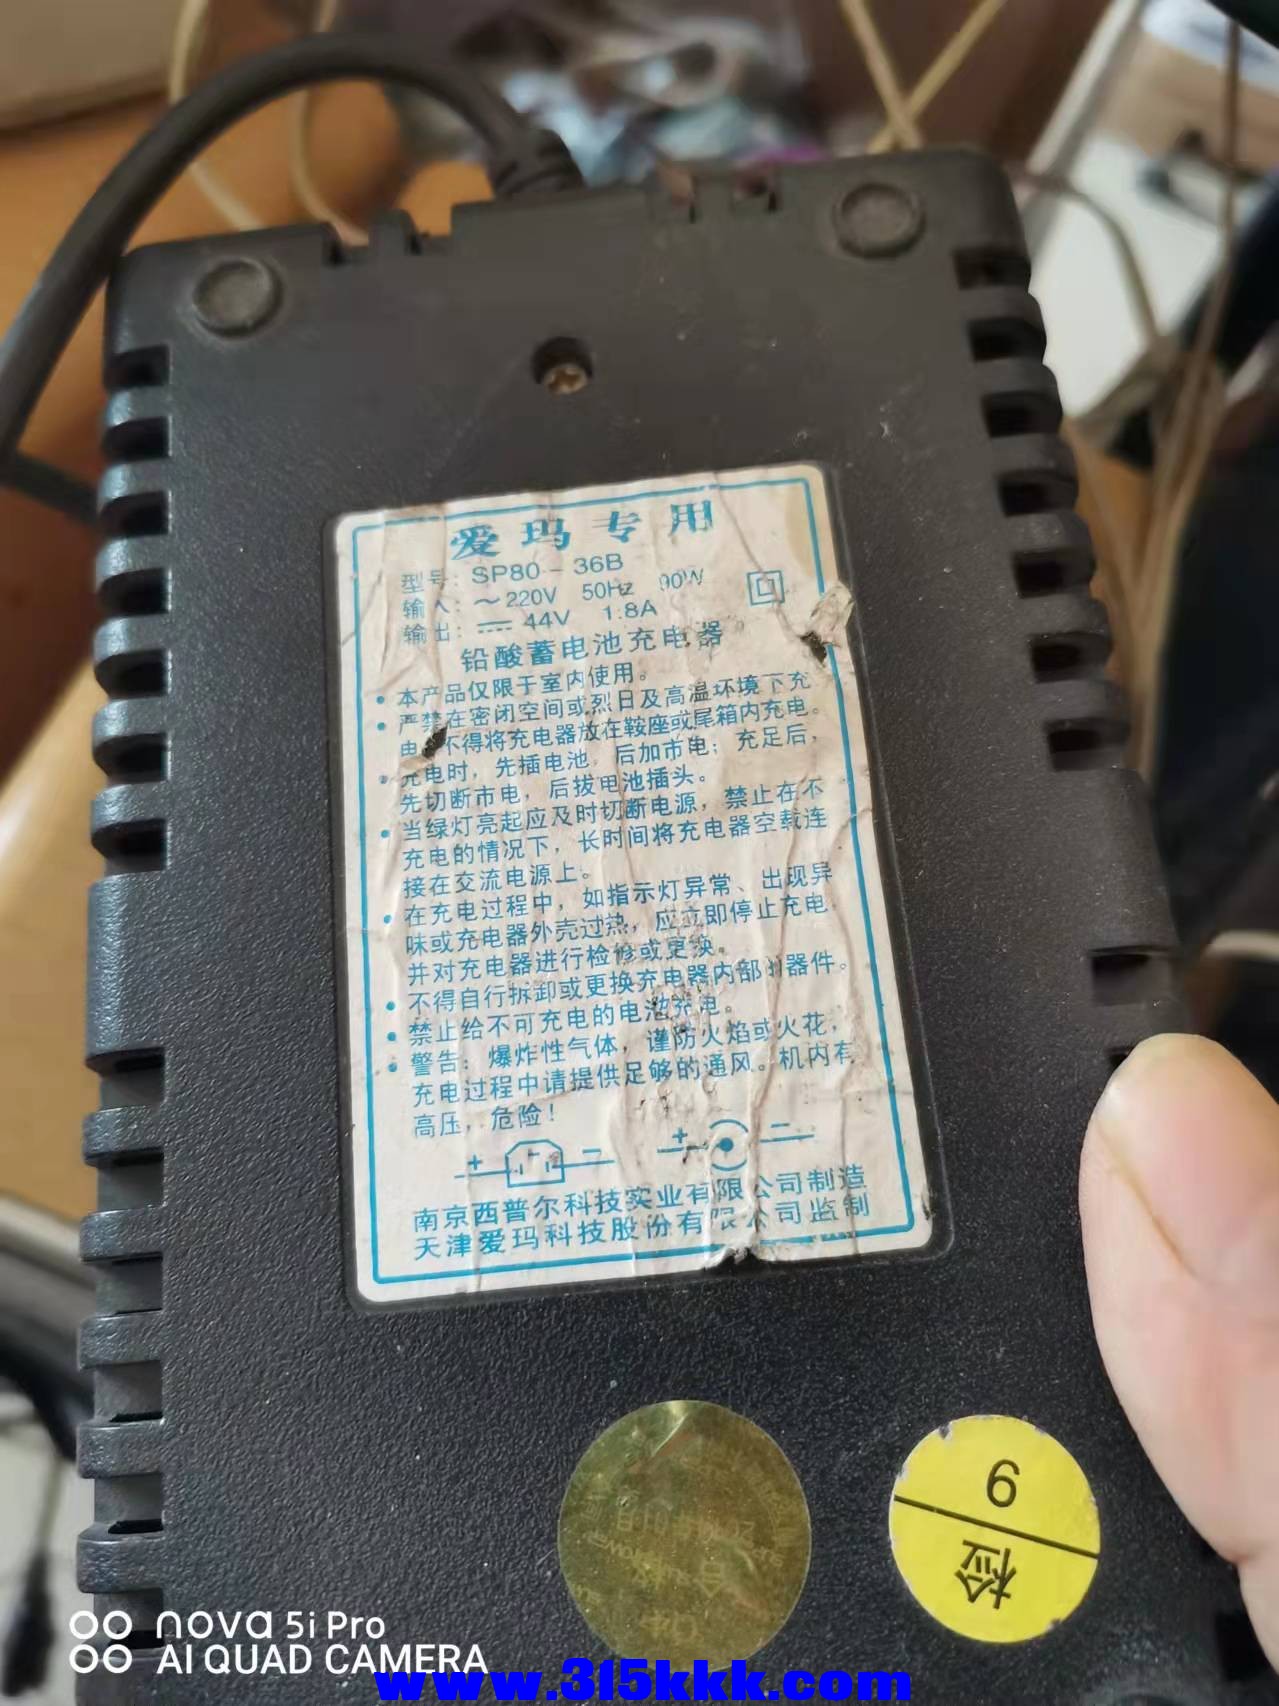 爱玛专用
型号: SP80-36B
输入: ~220V 50Hz 90W
输出: 44V 1.8A
铅酸蓄电池充电器
• 本产品仅限于室内使用。
• 严禁在密闭空间或烈日及高温环境下充
不得将充电器放在鞍座或尾箱内充电。
• 充电时，先插电池，后加市电；充足后，
先切断市电，后拔电池插头。
• 当绿灯亮起应及时切断电源，禁止在不
充电的情况下，长时间将充电器空载连
接在交流电源上。
• 在充电过程中，如指示灯异常、出现异
味或充电器外壳过热，应立即停止充电
并对充电器进行检修或更换。
• 不得自行拆卸或更换充电器内部 器件。
• 禁止给不可充电的电池充电。
• 警告：爆炸性气体，谨防火焰或火花，
充电过程中请提供足够的通风。机内有
高压，危险！
+ − + −
南京西普尔科技实业有限公司制造
天津爱玛科技股份有限公司监制
9
检
nova 5i Pro
AI QUAD CAMERA
www.315kkk.com